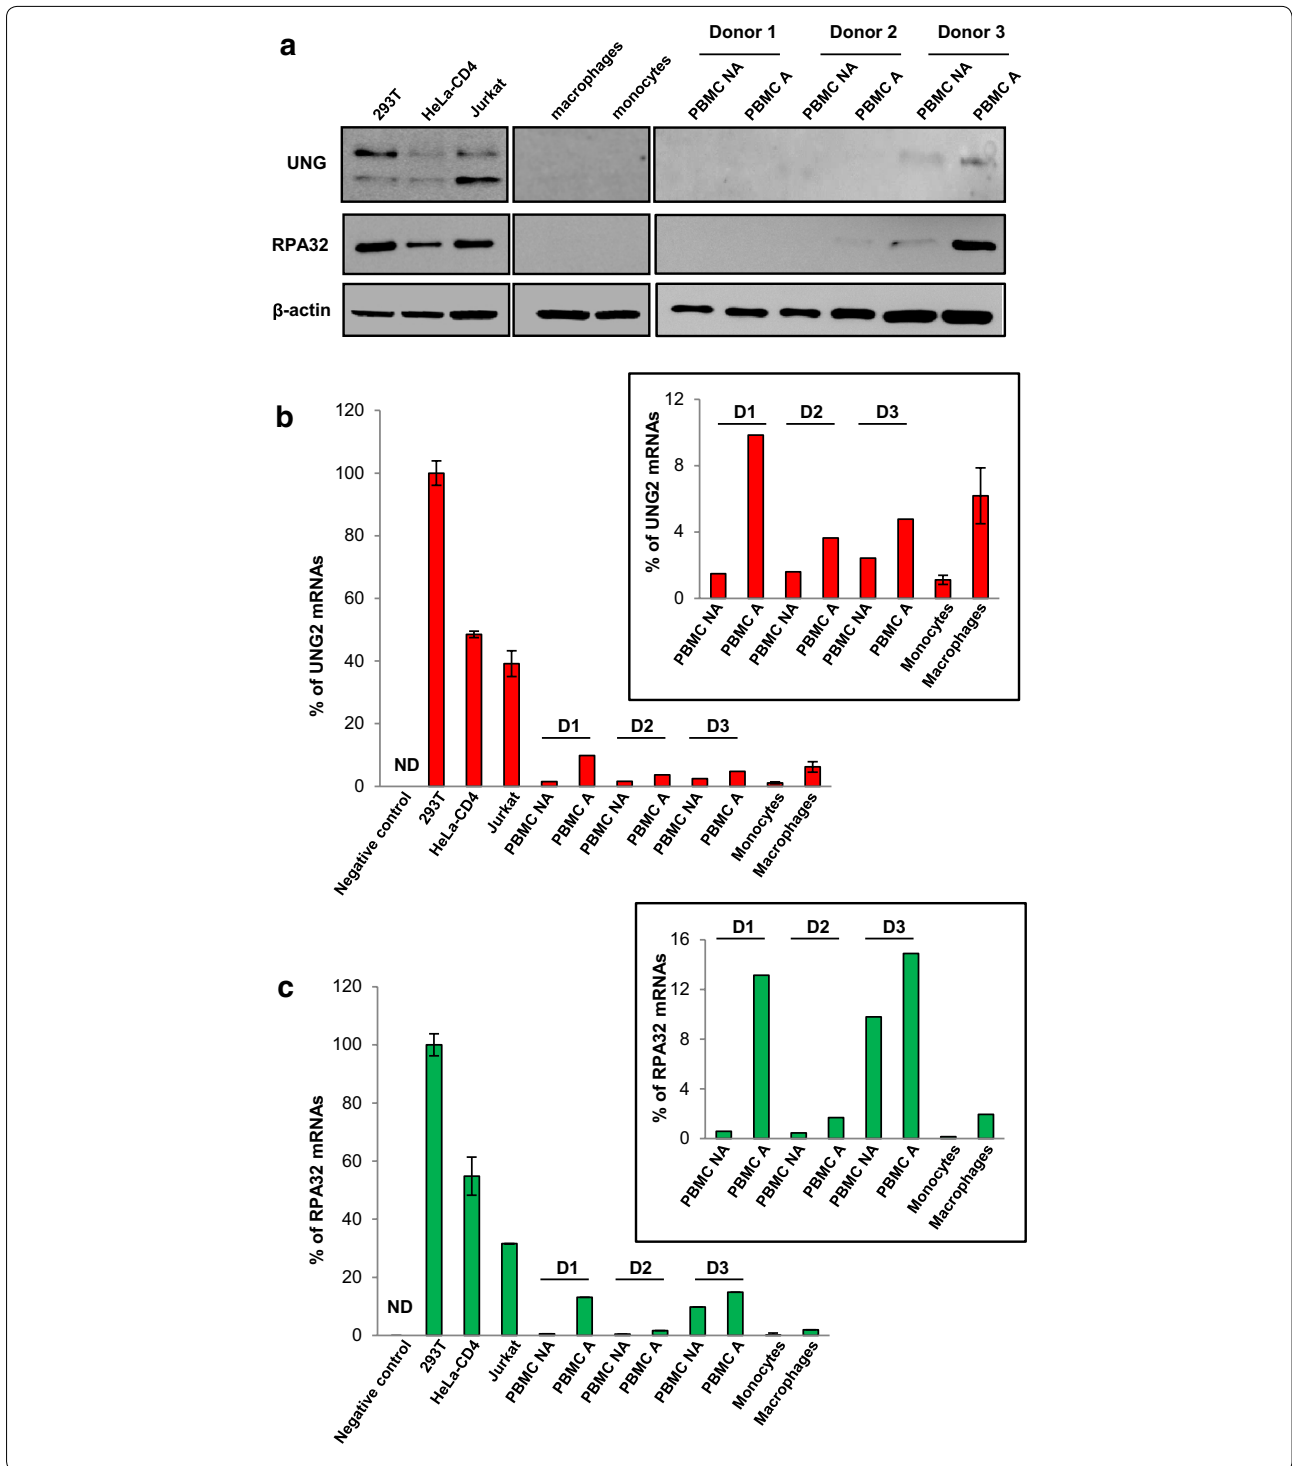 a
Donor 1
Donor 2
Donor 3
293T
HeLa-CD4
Jurkat
macrophages
monocytes
PBMC NA
PBMC A
PBMC NA
PBMC A
PBMC NA
PBMC A
UNG
RPA32
β-actin
b
% of UNG2 mRNAs
120
100
80
60
40
20
0
ND
D1
D2
D3
Negative control
293T
HeLa-CD4
Jurkat
PBMC NA
PBMC A
PBMC NA
PBMC A
PBMC NA
PBMC A
Monocytes
Macrophages
% of UNG2 mRNAs
12
8
4
0
D1
D2
D3
PBMC NA
PBMC A
PBMC NA
PBMC A
PBMC NA
PBMC A
Monocytes
Macrophages
c
% of RPA32 mRNAs
120
100
80
60
40
20
0
ND
D1
D2
D3
Negative control
293T
HeLa-CD4
Jurkat
PBMC NA
PBMC A
PBMC NA
PBMC A
PBMC NA
PBMC A
Monocytes
Macrophages
% of RPA32 mRNAs
16
12
8
4
0
D1
D2
D3
PBMC NA
PBMC A
PBMC NA
PBMC A
PBMC NA
PBMC A
Monocytes
Macrophages